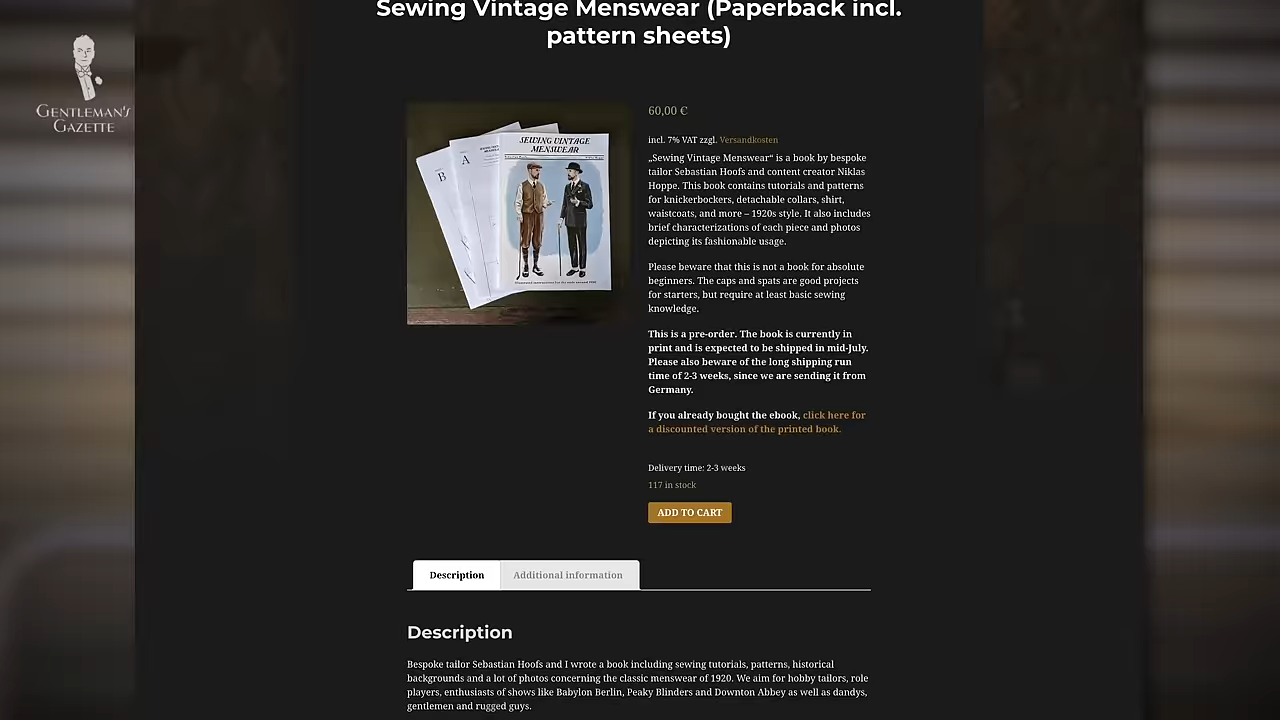 Sewing Vintage Menswear (Paperback incl.
pattern sheets)
GENTLEMAN'S
GAZETTE
SEWING VINTAGE
MENSWEAR
A
B
60,00 €
incl. 7% VAT zzgl. Versandkosten
„Sewing Vintage Menswear“ is a book by bespoke
tailor Sebastian Hoofs and content creator Niklas
Hoppe. This book contains tutorials and patterns
for knickerbockers, detachable collars, shirt,
waistcoats, and more – 1920s style. It also includes
brief characterizations of each piece and photos
depicting its fashionable usage.
Please beware that this is not a book for absolute
beginners. The caps and spats are good projects
for starters, but require at least basic sewing
knowledge.
This is a pre-order. The book is currently in
print and is expected to be shipped in mid-July.
Please also beware of the long shipping run
time of 2-3 weeks, since we are sending it from
Germany.
If you already bought the ebook, click here for
a discounted version of the printed book.
Delivery time: 2-3 weeks
117 in stock
ADD TO CART
Description
Additional information
Description
Bespoke tailor Sebastian Hoofs and I wrote a book including sewing tutorials, patterns, historical
backgrounds and a lot of photos concerning the classic menswear of 1920. We aim for hobby tailors, role
players, enthusiasts of shows like Babylon Berlin, Peaky Blinders and Downton Abbey as well as dandys,
gentlemen and rugged guys.